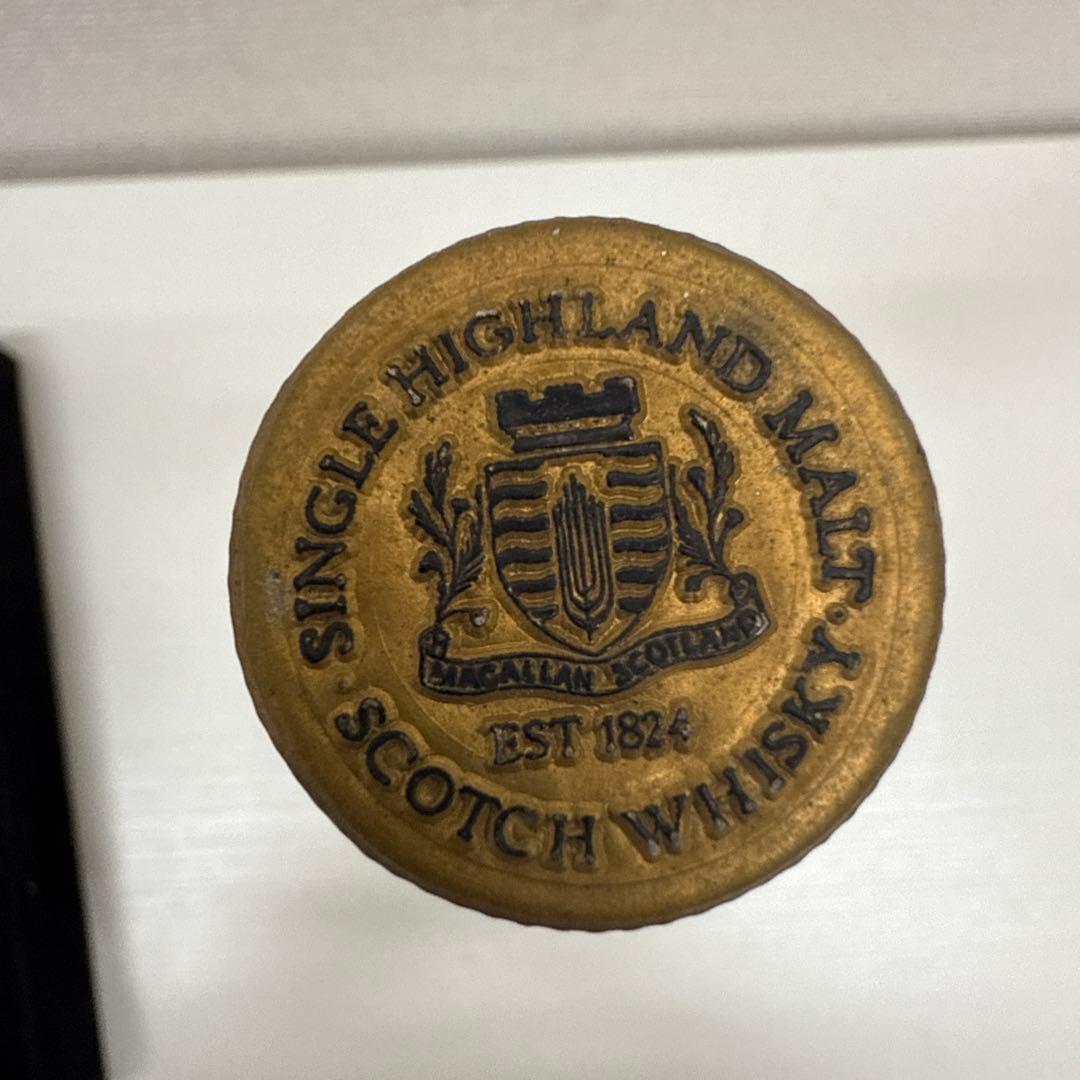 SINGLE HIGHLAND MALT ·
MACALLAN SCOTLAND
EST 1824
· SCOTCH WHISKY